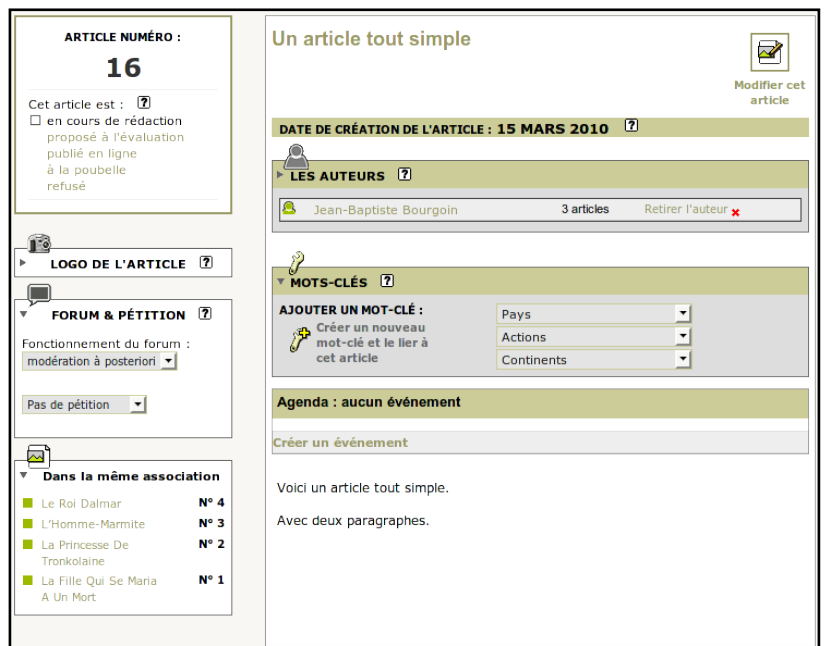 ARTICLE NUMÉRO :
16
Cet article est : ?
en cours de rédaction
proposé à l'évaluation
publié en ligne
à la poubelle
refusé
LOGO DE L'ARTICLE ?
FORUM & PÉTITION ?
Fonctionnement du forum :
modération à posteriori
Pas de pétition
Dans la même association
Le Roi Dalmar N° 4
L'Homme-Marmite N° 3
La Princesse De N° 2
Tronkolaine
La Fille Qui Se Maria N° 1
A Un Mort
Un article tout simple
Modifier cet
article
DATE DE CRÉATION DE L'ARTICLE : 15 MARS 2010 ?
LES AUTEURS ?
Jean-Baptiste Bourgoin 3 articles Retirer l'auteur
MOTS-CLÉS ?
AJOUTER UN MOT-CLÉ :
Créer un nouveau
mot-clé et le lier à
cet article
Pays
Actions
Continents
Agenda : aucun événement
Créer un événement
Voici un article tout simple.
Avec deux paragraphes.